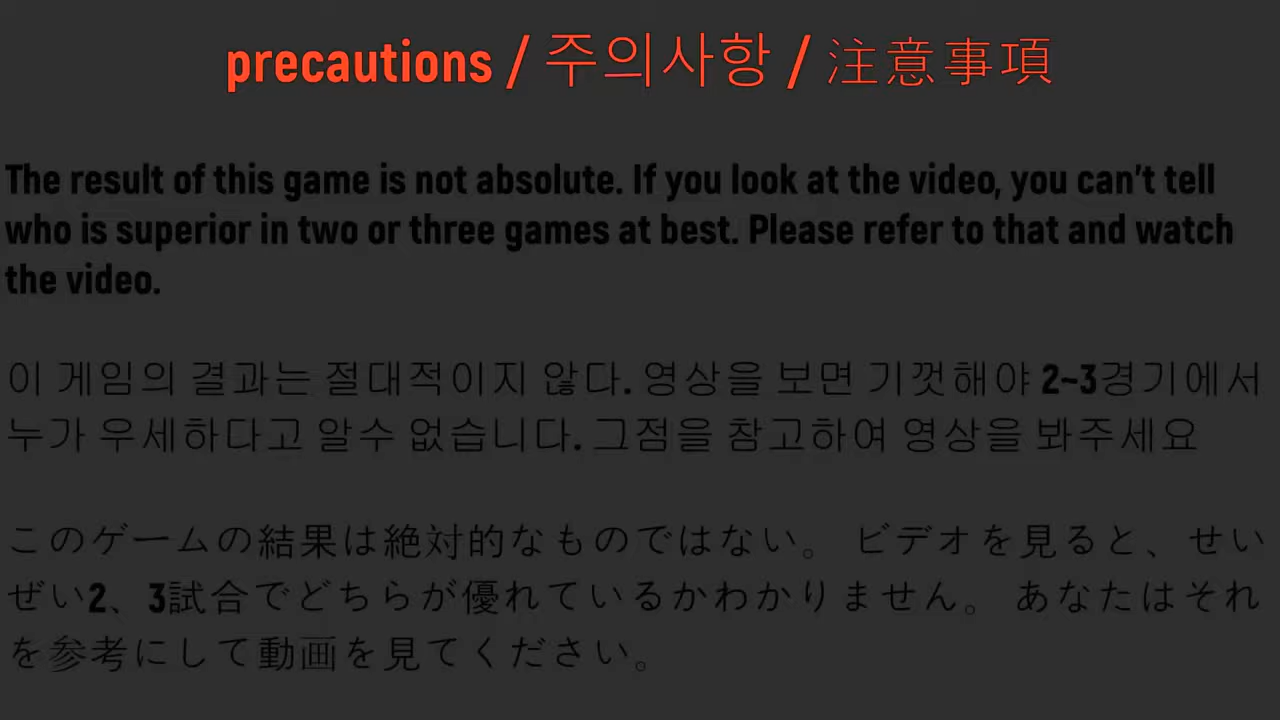 precautions / 주의사항 / 注意事項
The result of this game is not absolute. If you look at the video, you can't tell
who is superior in two or three games at best. Please refer to that and watch
the video.
이 게임의 결과는 절대적이지 않다. 영상을 보면 기껏해야 2~3경기에서
누가 우세하다고 알수 없습니다. 그점을 참고하여 영상을 봐주세요
このゲームの結果は絶対的なものではない。 ビデオを見ると、せい
ぜい2、3試合でどちらが優れているかわかりません。 あなたはそれ
を参考にして動画を見てください。